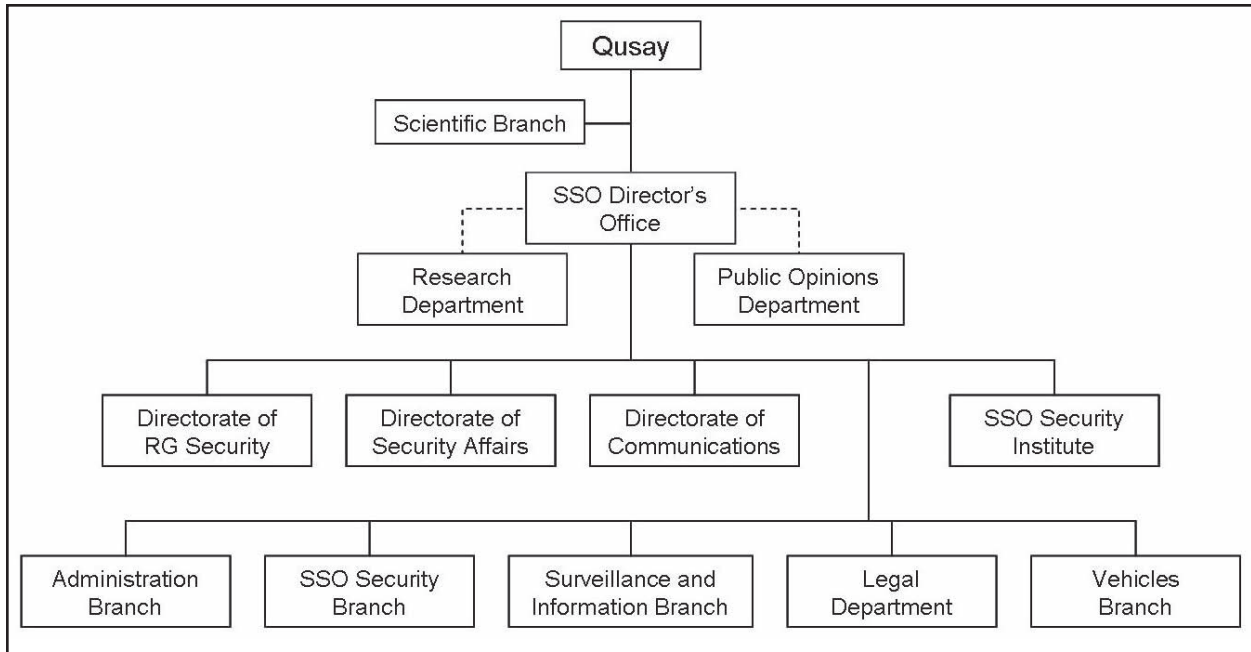 Qusay
Scientific Branch
SSO Director's
Office
Research
Department
Public Opinions
Department
Directorate of
RG Security
Directorate of
Security Affairs
Directorate of
Communications
SSO Security
Institute
Administration
Branch
SSO Security
Branch
Surveillance and
Information Branch
Legal
Department
Vehicles
Branch